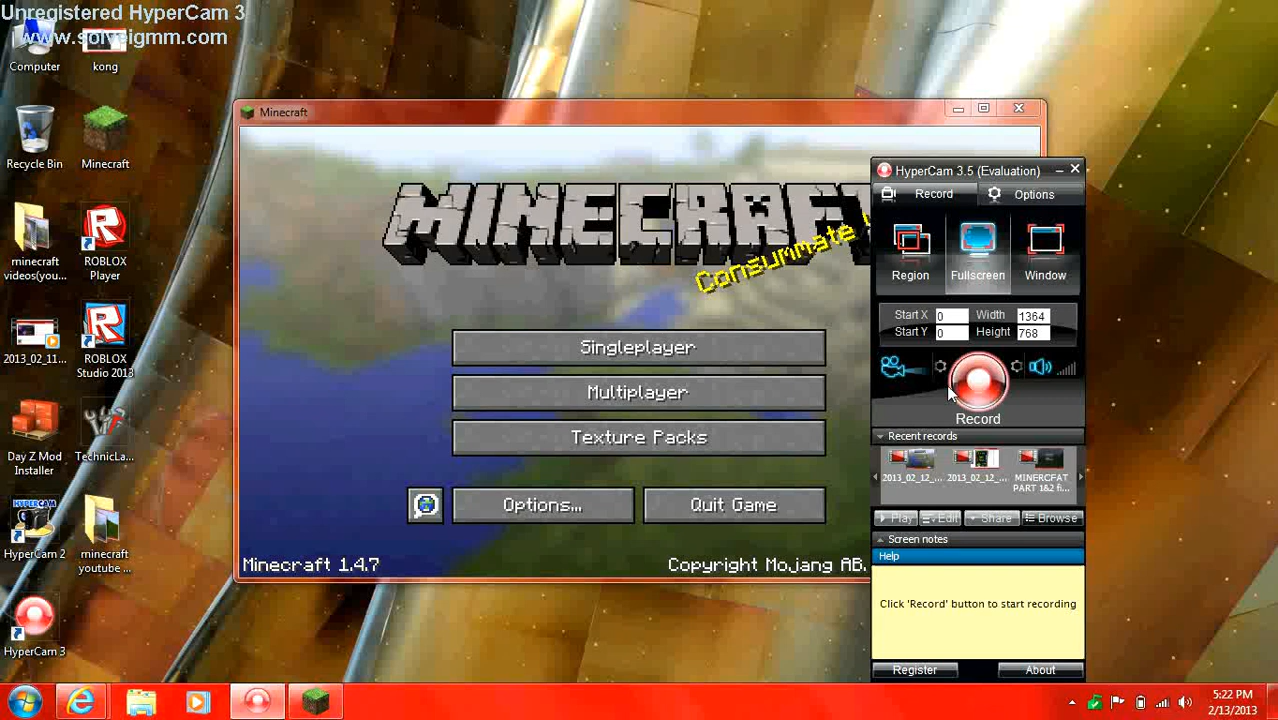 Unregistered HyperCam 3
www.solveigmm.com
Computer
kong
Recycle Bin
Minecraft
minecraft
videos(you...
ROBLOX
Player
2013_02_11...
ROBLOX
Studio 2013
Day Z Mod
Installer
TechnicLa...
HyperCam 2
minecraft
youtube ...
HyperCam 3
Minecraft
MINECRAFT
Consummate
Singleplayer
Multiplayer
Texture Packs
Options...
Quit Game
Minecraft 1.4.7
Copyright Mojang AB.
HyperCam 3.5 (Evaluation)
Record
Options
Region
Fullscreen
Window
Start X
0
Width
1364
Start Y
0
Height
768
Record
Recent records
2013_02_12_...
2013_02_12_...
MINERCFAT
PART 1&2 fi...
Play
Edit
Share
Browse
Screen notes
Help
Click 'Record' button to start recording
Register
About
5:22 PM
2/13/2013